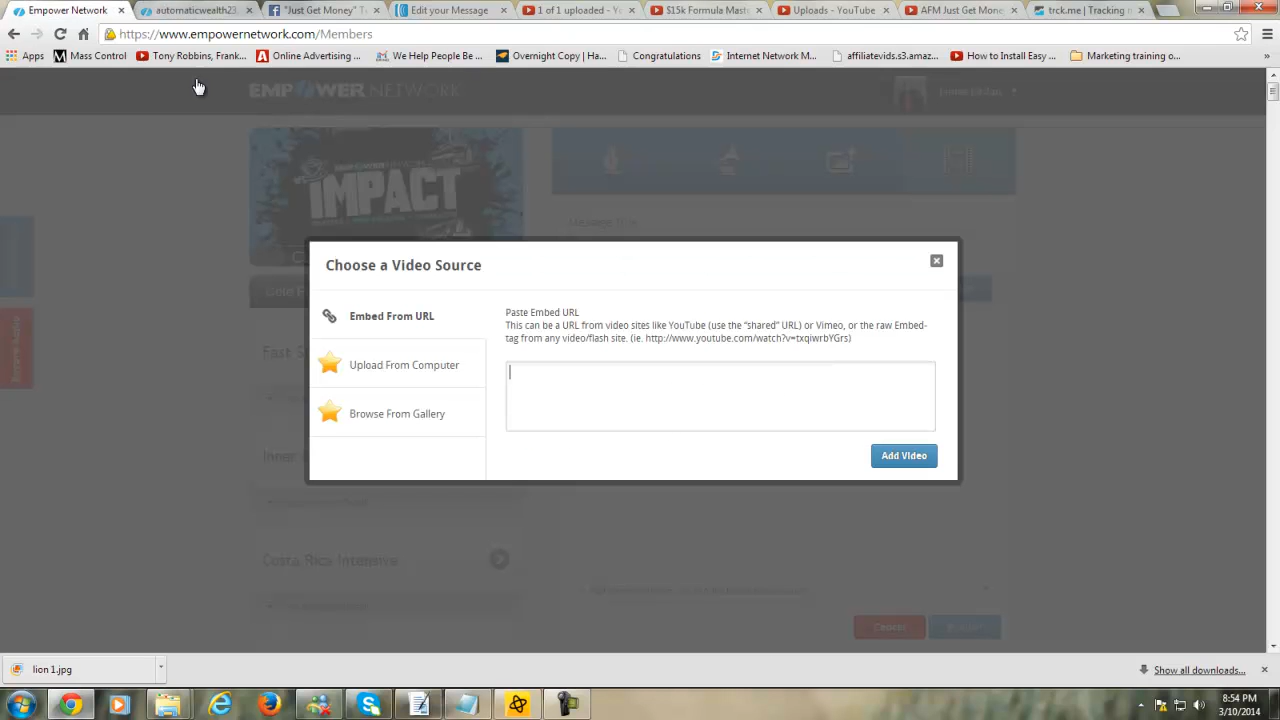 Empower Network
automaticwealth23.
"Just Get Money" T
Edit your Message
1 of 1 uploaded - Y
$15k Formula Mast
Uploads - YouTube
AFM Just Get Mone
trck.me | Tracking n
https://www.empowernetwork.com/Members
Apps
Mass Control
Tony Robbins, Frank...
Online Advertising ...
We Help People Be ...
Overnight Copy | Ha...
Congratulations
Internet Network M...
affiliatevids.s3.amaz...
How to Install Easy ...
Marketing training o...
»
EMPOWER NETWORK
IMPACT
Choose a Video Source
Embed From URL
Upload From Computer
Browse From Gallery
Paste Embed URL
This can be a URL from video sites like YouTube (use the "shared" URL) or Vimeo, or the raw Embed-
tag from any video/flash site. (ie. http://www.youtube.com/watch?v=txqiwrbYGrs)
Add Video
Costa Rica Intensive
Cancel
lion 1.jpg
Show all downloads...
8:54 PM
3/10/2014